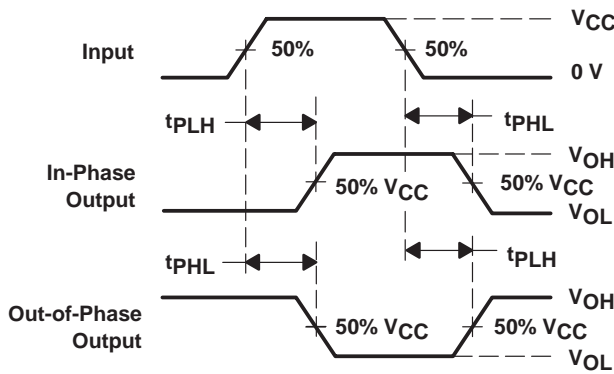 VCC
Input
50%
50%
0 V
tPLH
tPHL
VOH
In-Phase
Output
50% VCC
50% VCC
VOL
tPHL
tPLH
VOH
Out-of-Phase
Output
50% VCC
50% VCC
VOL